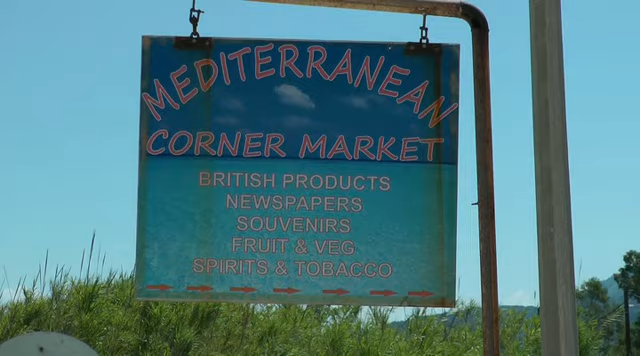 MEDITERRANEAN
CORNER MARKET
BRITISH PRODUCTS
NEWSPAPERS
SOUVENIRS
FRUIT & VEG
SPIRITS & TOBACCO